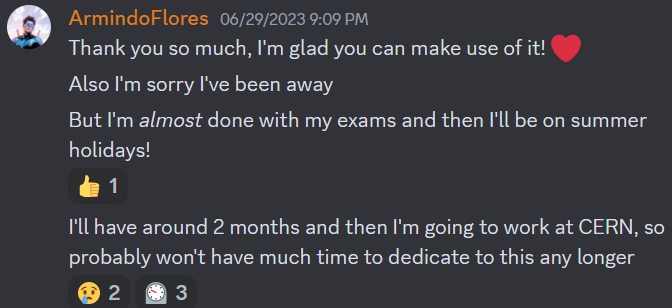 ArmindoFlores 06/29/2023 9:09 PM
Thank you so much, I'm glad you can make use of it! ❤️
Also I'm sorry I've been away
But I'm almost done with my exams and then I'll be on summer
holidays!
👍 1
I'll have around 2 months and then I'm going to work at CERN, so
probably won't have much time to dedicate to this any longer
😢 2 3